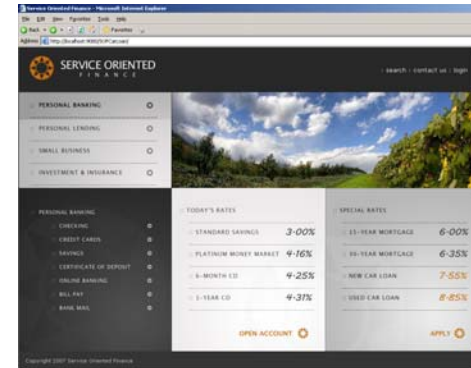 Service Oriented Finance - Microsoft Internet Explorer
File Edit View Favorites Tools Help
Back Favorites
Address http://localhost:9080/SOFCarLoan/
SERVICE ORIENTED
FINANCE
search : contact us : login
PERSONAL BANKING
PERSONAL LENDING
SMALL BUSINESS
INVESTMENT & INSURANCE
PERSONAL BANKING
CHECKING
CREDIT CARDS
SAVINGS
CERTIFICATE OF DEPOSIT
ONLINE BANKING
BILL PAY
BANK MAIL
TODAY'S RATES
STANDARD SAVINGS 3.00%
PLATINUM MONEY MARKET 4.16%
6-MONTH CD 4.25%
1-YEAR CD 4.31%
OPEN ACCOUNT
SPECIAL RATES
15-YEAR MORTGAGE 6.00%
30-YEAR MORTGAGE 6.35%
NEW CAR LOAN 7.55%
USED CAR LOAN 8.85%
APPLY
Copyright 2007 Service Oriented Finance